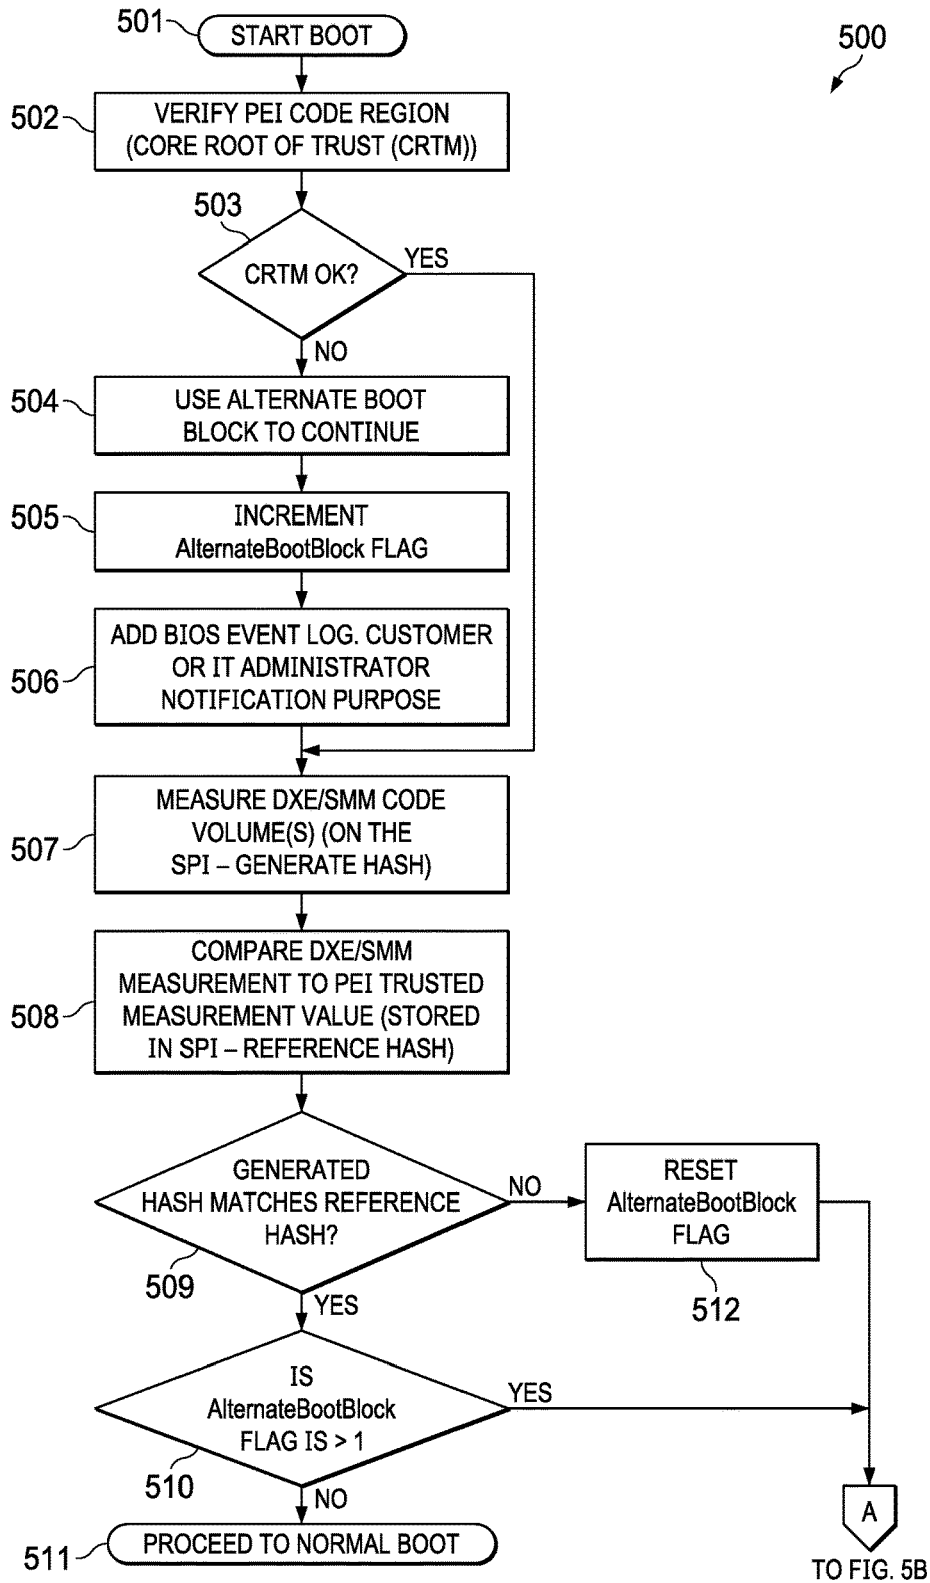 501
START BOOT
500
502
VERIFY PEI CODE REGION
(CORE ROOT OF TRUST (CRTM))
503
CRTM OK?
YES
NO
504
USE ALTERNATE BOOT
BLOCK TO CONTINUE
505
INCREMENT
AlternateBootBlock FLAG
506
ADD BIOS EVENT LOG. CUSTOMER
OR IT ADMINISTRATOR
NOTIFICATION PURPOSE
507
MEASURE DXE/SMM CODE
VOLUME(S) (ON THE
SPI – GENERATE HASH)
508
COMPARE DXE/SMM
MEASUREMENT TO PEI TRUSTED
MEASUREMENT VALUE (STORED
IN SPI – REFERENCE HASH)
GENERATED
HASH MATCHES REFERENCE
HASH?
509
NO
YES
RESET
AlternateBootBlock
FLAG
512
IS
AlternateBootBlock
FLAG IS > 1
510
YES
NO
511
PROCEED TO NORMAL BOOT
A
TO FIG. 5B